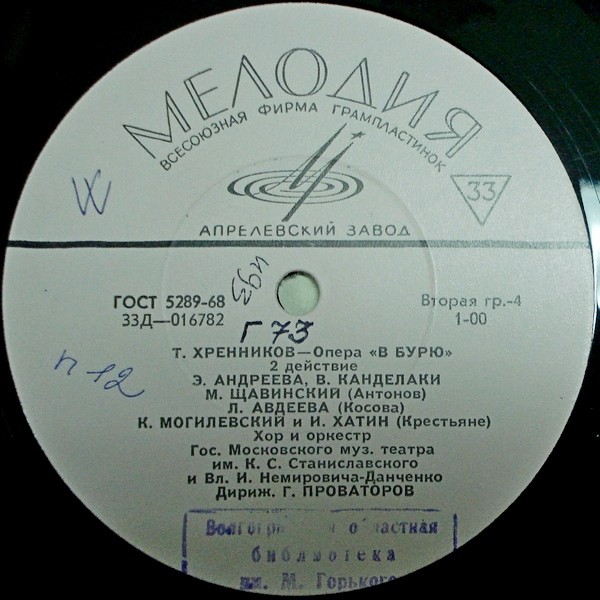 МЕЛОДИЯ
ВСЕСОЮЗНАЯ ФИРМА ГРАМПЛАСТИНОК
33
АПРЕЛЕВСКИЙ ЗАВОД
ГОСТ 5289-68
33Д—016782
Вторая гр.-4
1-00
Г 73
п 12
Т. ХРЕННИКОВ—Опера «В БУРЮ»
2 действие
Э. АНДРЕЕВА, В. КАНДЕЛАКИ
М. ЩАВИНСКИЙ (Антонов)
Л. АВДЕЕВА (Косова)
К. МОГИЛЕВСКИЙ и И. ХАТИН (Крестьяне)
Хор и оркестр
Гос. Московского муз. театра
им. К. С. Станиславского
и Вл. И. Немировича-Данченко
Дириж. Г. ПРОВАТОРОВ
библиотека
им. М. Горького